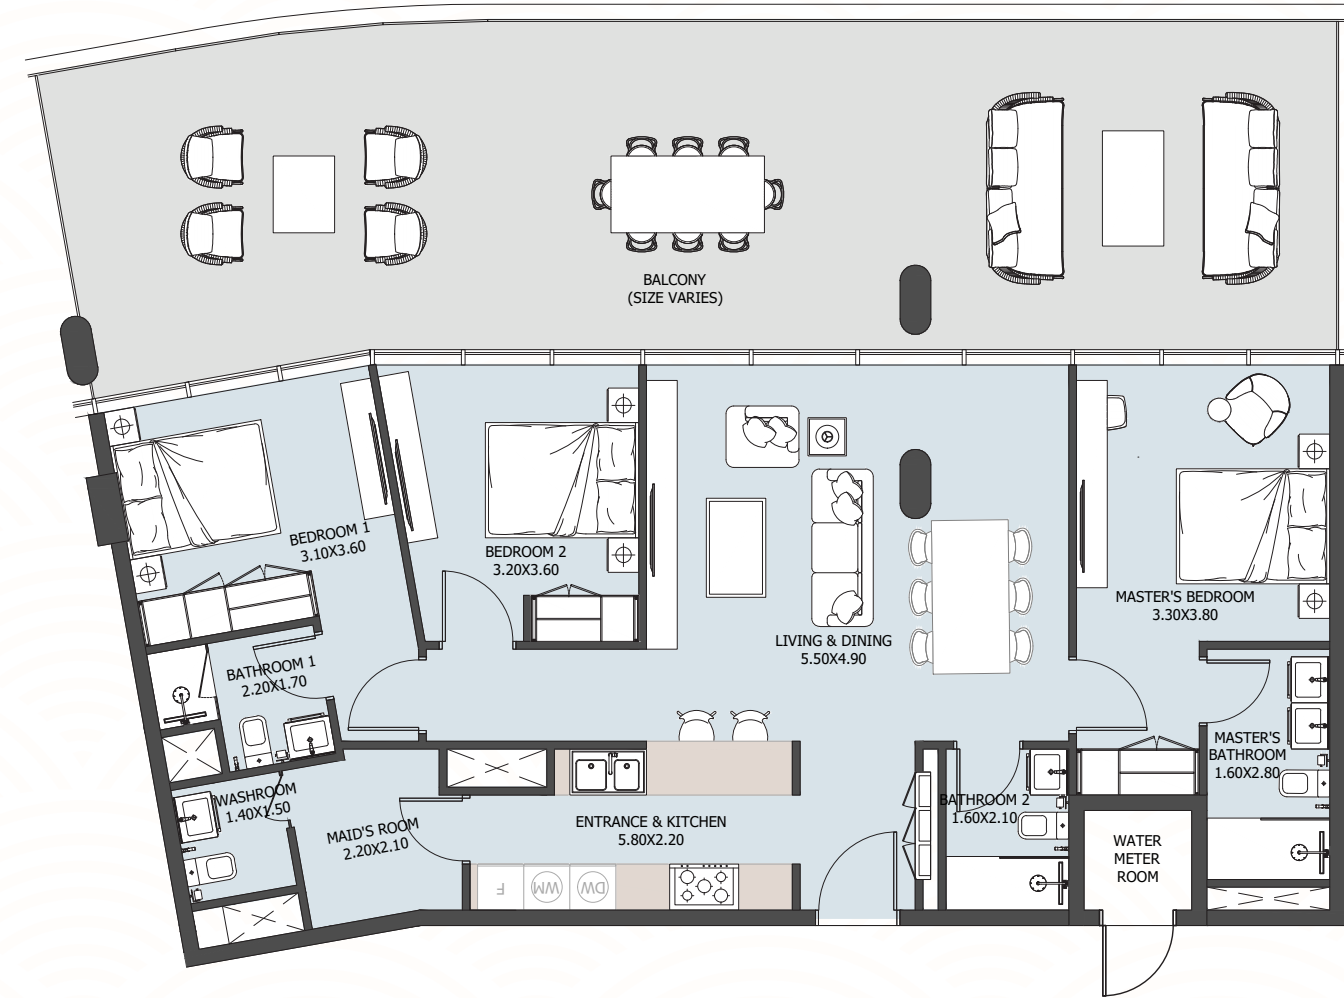 BALCONY
(SIZE VARIES)
BEDROOM 1
3.10X3.60
BEDROOM 2
3.20X3.60
MASTER'S BEDROOM
3.30X3.80
LIVING & DINING
5.50X4.90
BATHROOM 1
2.20X1.70
MASTER'S
BATHROOM
1.60X2.80
WASHROOM
1.40X1.50
MAID'S ROOM
2.20X2.10
ENTRANCE & KITCHEN
5.80X2.20
BATHROOM 2
1.60X2.10
WATER
METER
ROOM
F
WM
DW